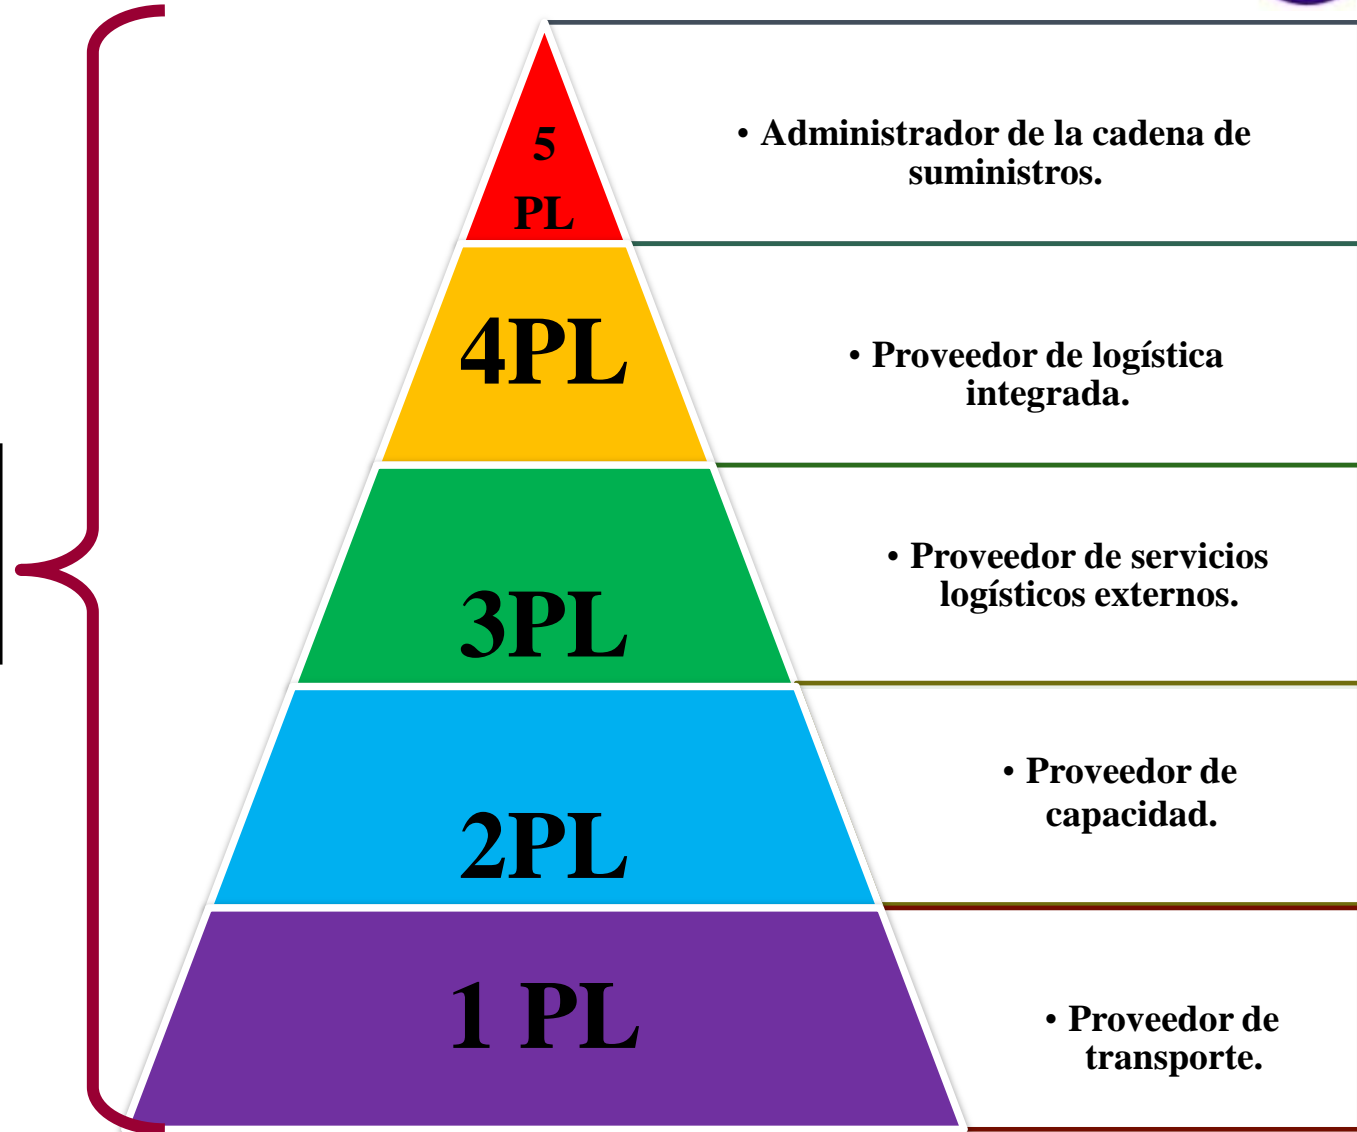 5
PL
• Administrador de la cadena de
suministros.
4PL
• Proveedor de logística
integrada.
3PL
• Proveedor de servicios
logísticos externos.
2PL
• Proveedor de
capacidad.
1 PL
• Proveedor de
transporte.